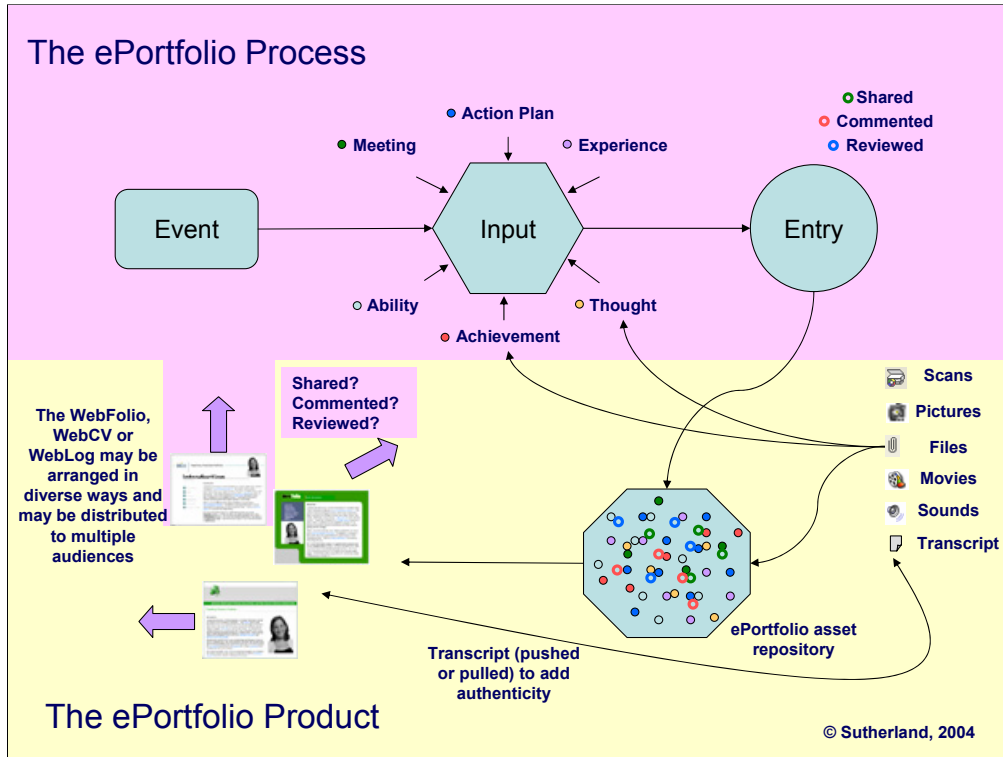 The ePortfolio Process
Shared
Commented
Reviewed
Action Plan
Meeting
Experience
Event
Input
Entry
Ability
Thought
Achievement
Shared?
Commented?
Reviewed?
The WebFolio,
WebCV or
WebLog may be
arranged in
diverse ways and
may be distributed
to multiple
audiences
Scans
Pictures
Files
Movies
Sounds
Transcript
ePortfolio asset
repository
Transcript (pushed
or pulled) to add
authenticity
The ePortfolio Product
© Sutherland, 2004